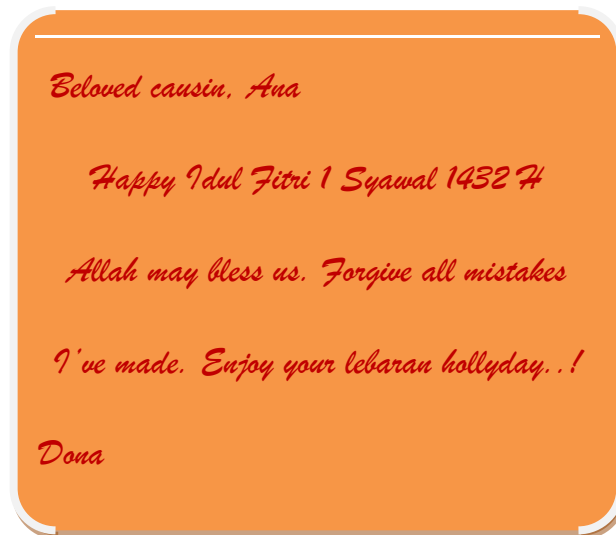 Beloved causin, Ana
Happy Idul Fitri 1 Syawal 1432 H
Allah may bless us. Forgive all mistakes
I've made. Enjoy your lebaran hollyday..!
Dona